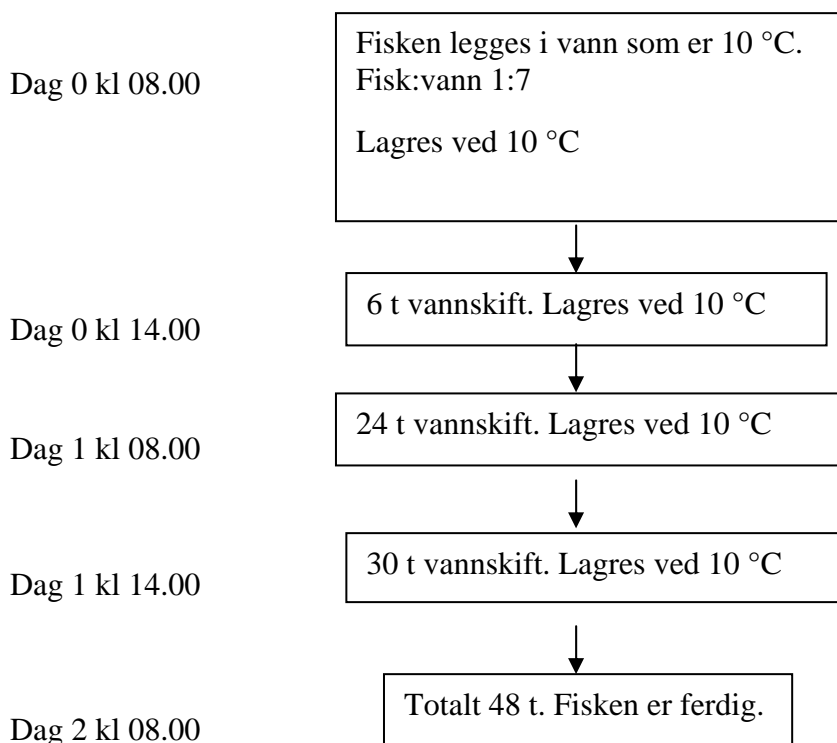 Dag 0 kl 08.00
Fisken legges i vann som er 10 °C.
Fisk:vann 1:7
Lagres ved 10 °C
Dag 0 kl 14.00
6 t vannskift. Lagres ved 10 °C
Dag 1 kl 08.00
24 t vannskift. Lagres ved 10 °C
Dag 1 kl 14.00
30 t vannskift. Lagres ved 10 °C
Dag 2 kl 08.00
Totalt 48 t. Fisken er ferdig.